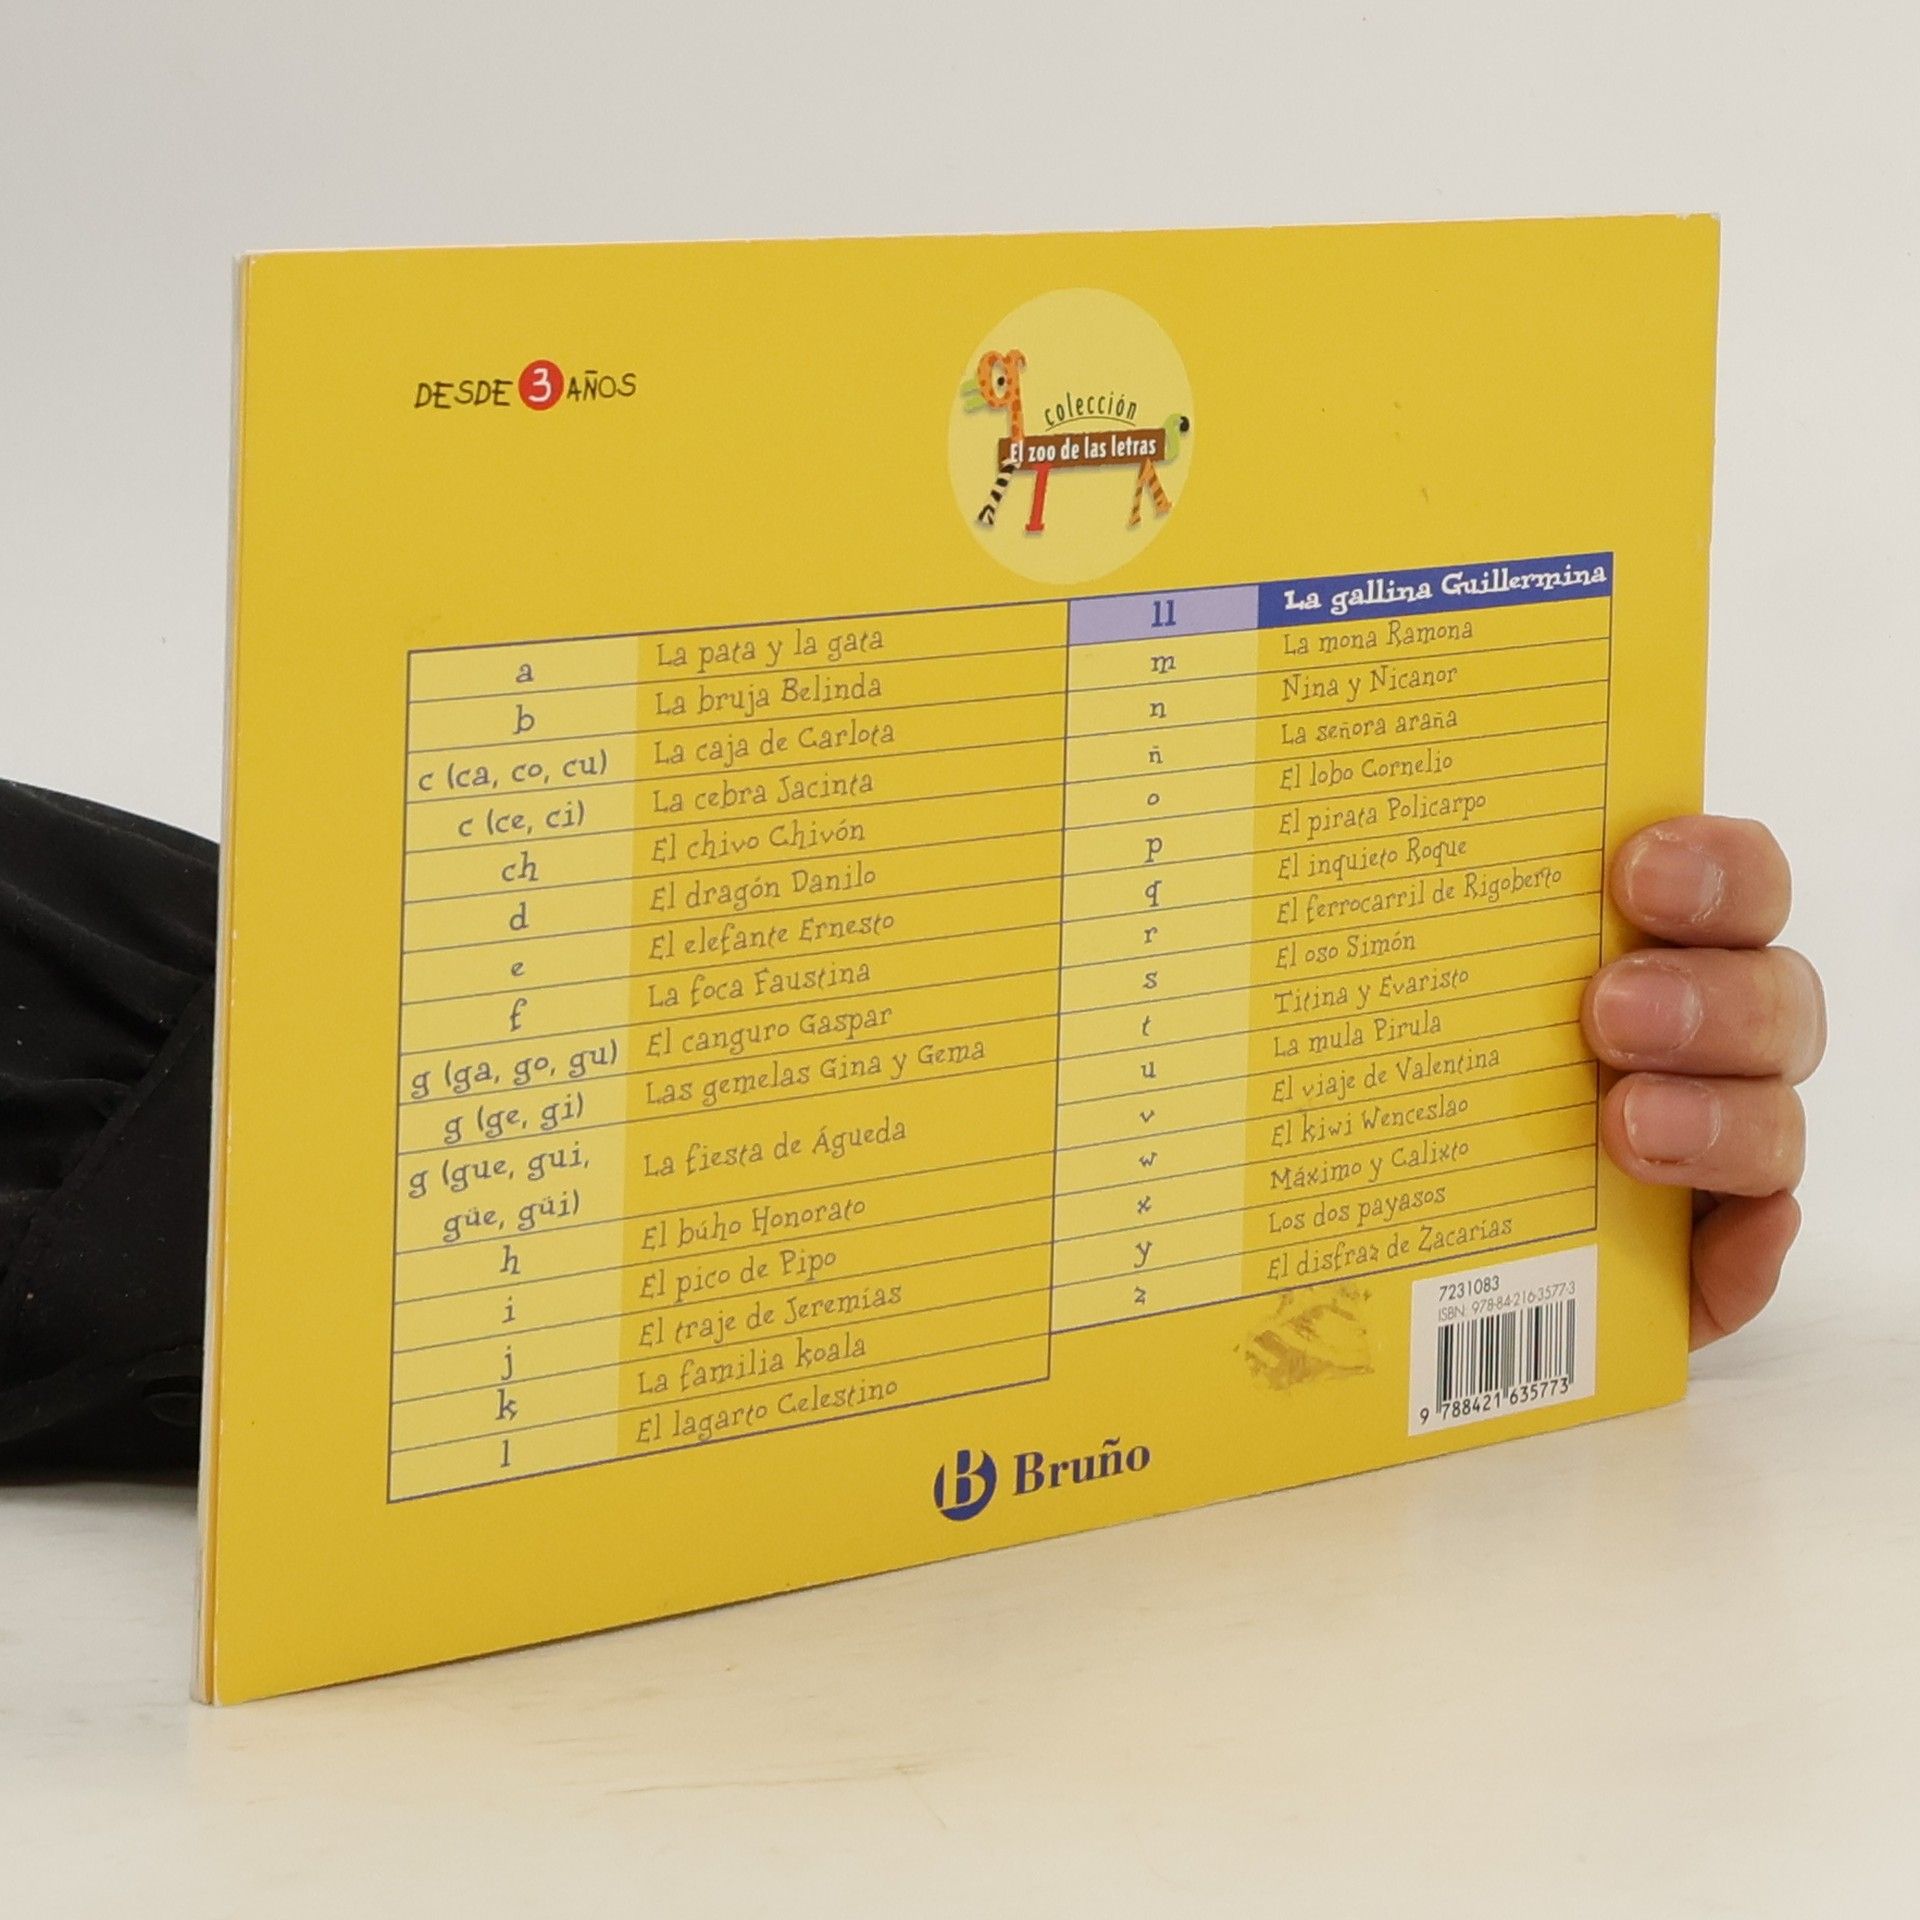 DESDE 3 AÑOS
colección
El zoo de las letras
a La pata y la gata
b La bruja Belinda
c (ca, co, cu) La caja de Carlota
c (ce, ci) La cebra Jacinta
ch El chivo Chivón
d El dragón Danilo
e El elefante Ernesto
f La foca Faustina
g (ga, go, gu) El canguro Gaspar
g (ge, gi) Las gemelas Gina y Gema
g (gue, gui,
güe, güi) La fiesta de Águeda
h El búho Honorato
i El pico de Pipo
j El traje de Jeremías
k La familia koala
l El lagarto Celestino
ll La gallina Guillermina
m La mona Ramona
n Nina y Nicanor
ñ La señora araña
o El lobo Cornelio
p El pirata Policarpo
q El inquieto Roque
r El ferrocarril de Rigoberto
s El oso Simón
t Titina y Evaristo
u La mula Pirula
v El viaje de Valentina
w El kiwi Wenceslao
x Máximo y Calixto
y Los dos payasos
z El disfraz de Zacarías
7231083
ISBN: 978-84-216-3577-3
9 788421 635773
B Bruño